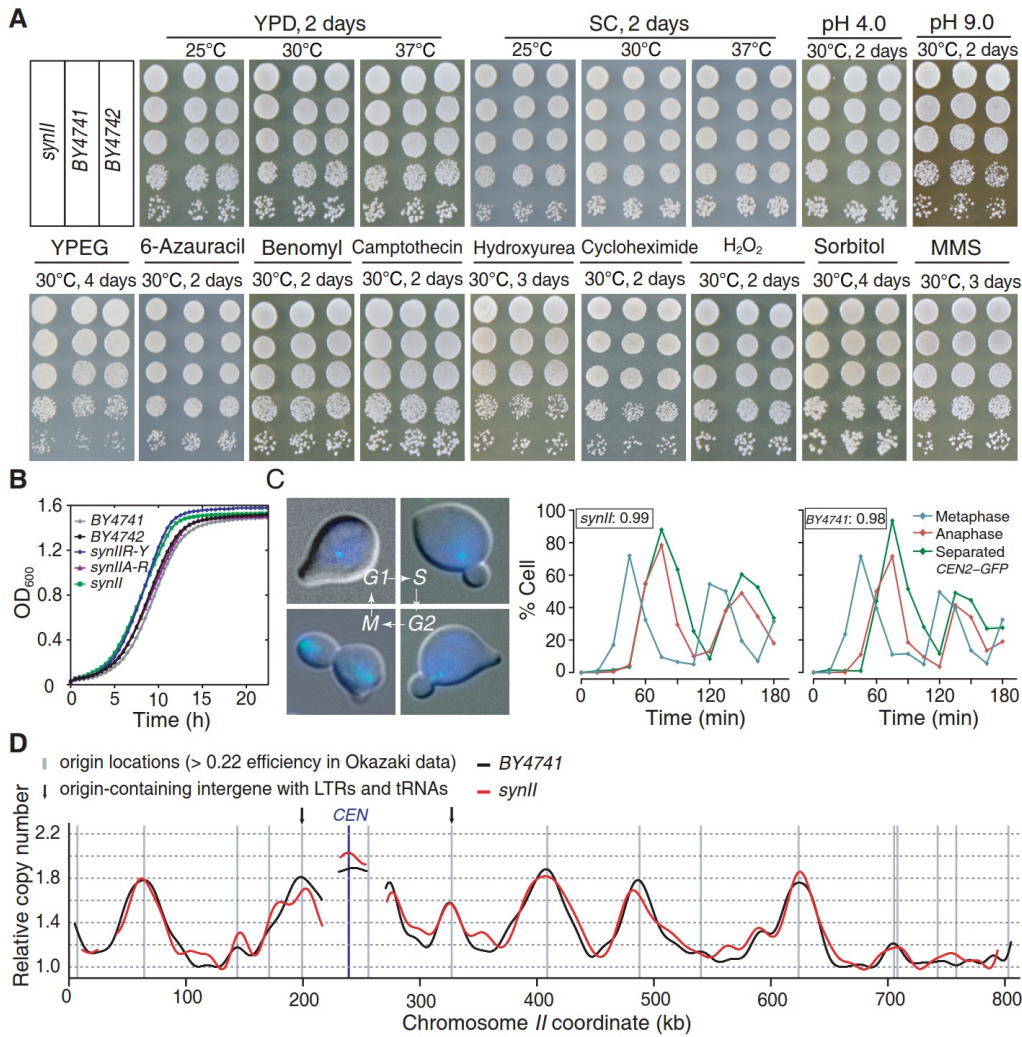 A
YPD, 2 days
SC, 2 days
pH 4.0
pH 9.0
25°C
30°C
37°C
25°C
30°C
37°C
30°C, 2 days
30°C, 2 days
synII
BY4741
BY4742
YPEG
6-Azauracil
Benomyl
Camptothecin
Hydroxyurea
Cycloheximide
H2O2
Sorbitol
MMS
30°C, 4 days
30°C, 2 days
30°C, 2 days
30°C, 2 days
30°C, 3 days
30°C, 2 days
30°C, 2 days
30°C, 4 days
30°C, 3 days
B
1.6
1.2
0.8
0.4
0
OD600
BY4741
BY4742
synIIR-Y
synIIA-R
synII
0
5
10
15
20
Time (h)
C
G1
S
M
G2
% Cell
100
80
60
40
20
0
synII: 0.99
0
60
120
180
Time (min)
BY4741: 0.98
0
60
120
180
Time (min)
Metaphase
Anaphase
Separated
CEN2-GFP
D
origin locations (> 0.22 efficiency in Okazaki data)
origin-containing intergene with LTRs and tRNAs
BY4741
synII
CEN
Relative copy number
2.2
1.8
1.4
1.0
0
100
200
300
400
500
600
700
800
Chromosome II coordinate (kb)